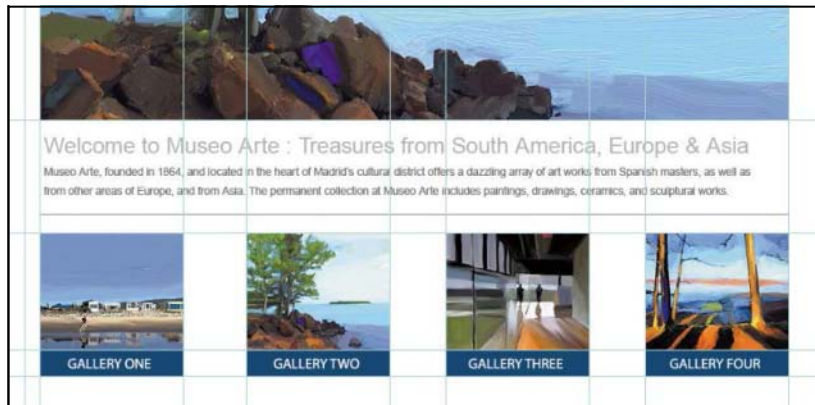 Welcome to Museo Arte : Treasures from South America, Europe & Asia
Museo Arte, founded in 1864, and located in the heart of Madrid's cultural district offers a dazzling array of art works from Spanish masters, as well as
from other areas of Europe, and from Asia. The permanent collection at Museo Arte includes paintings, drawings, ceramics, and sculptural works.
GALLERY ONE
GALLERY TWO
GALLERY THREE
GALLERY FOUR